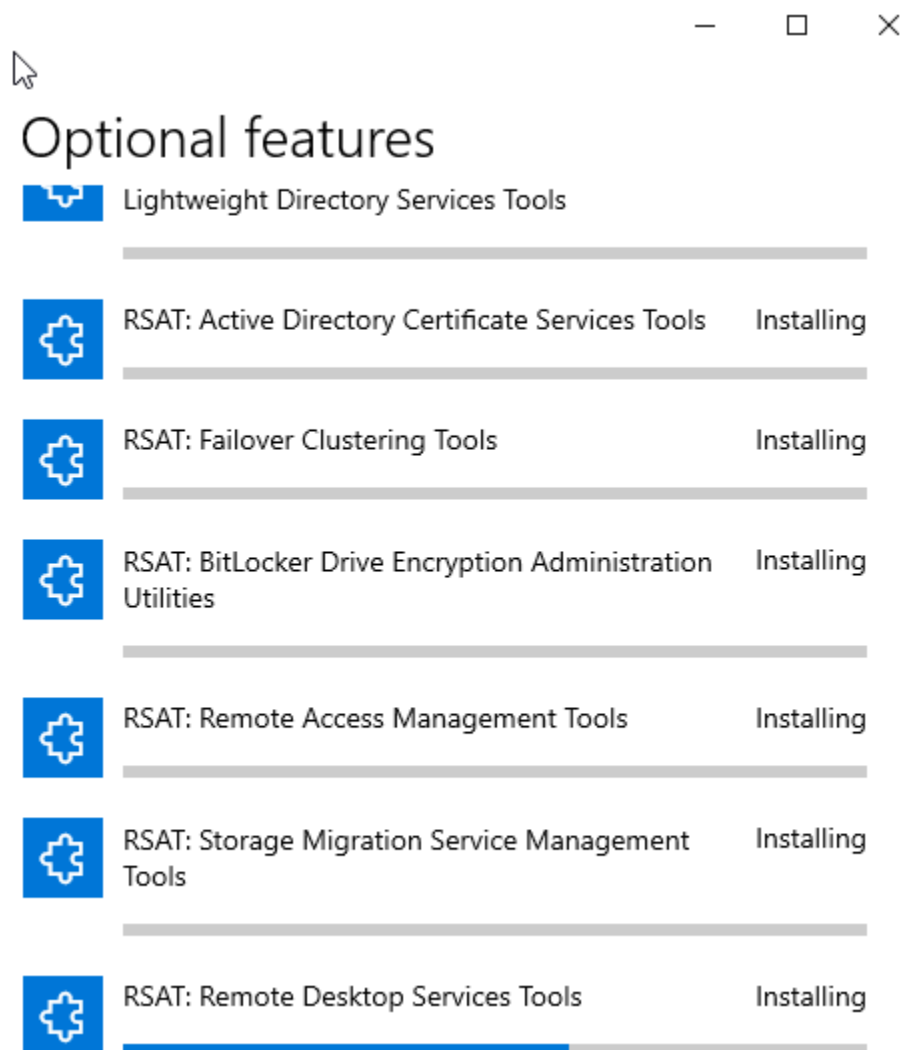 Optional features
Lightweight Directory Services Tools
RSAT: Active Directory Certificate Services Tools Installing
RSAT: Failover Clustering Tools Installing
RSAT: BitLocker Drive Encryption Administration Installing
Utilities
RSAT: Remote Access Management Tools Installing
RSAT: Storage Migration Service Management Installing
Tools
RSAT: Remote Desktop Services Tools Installing